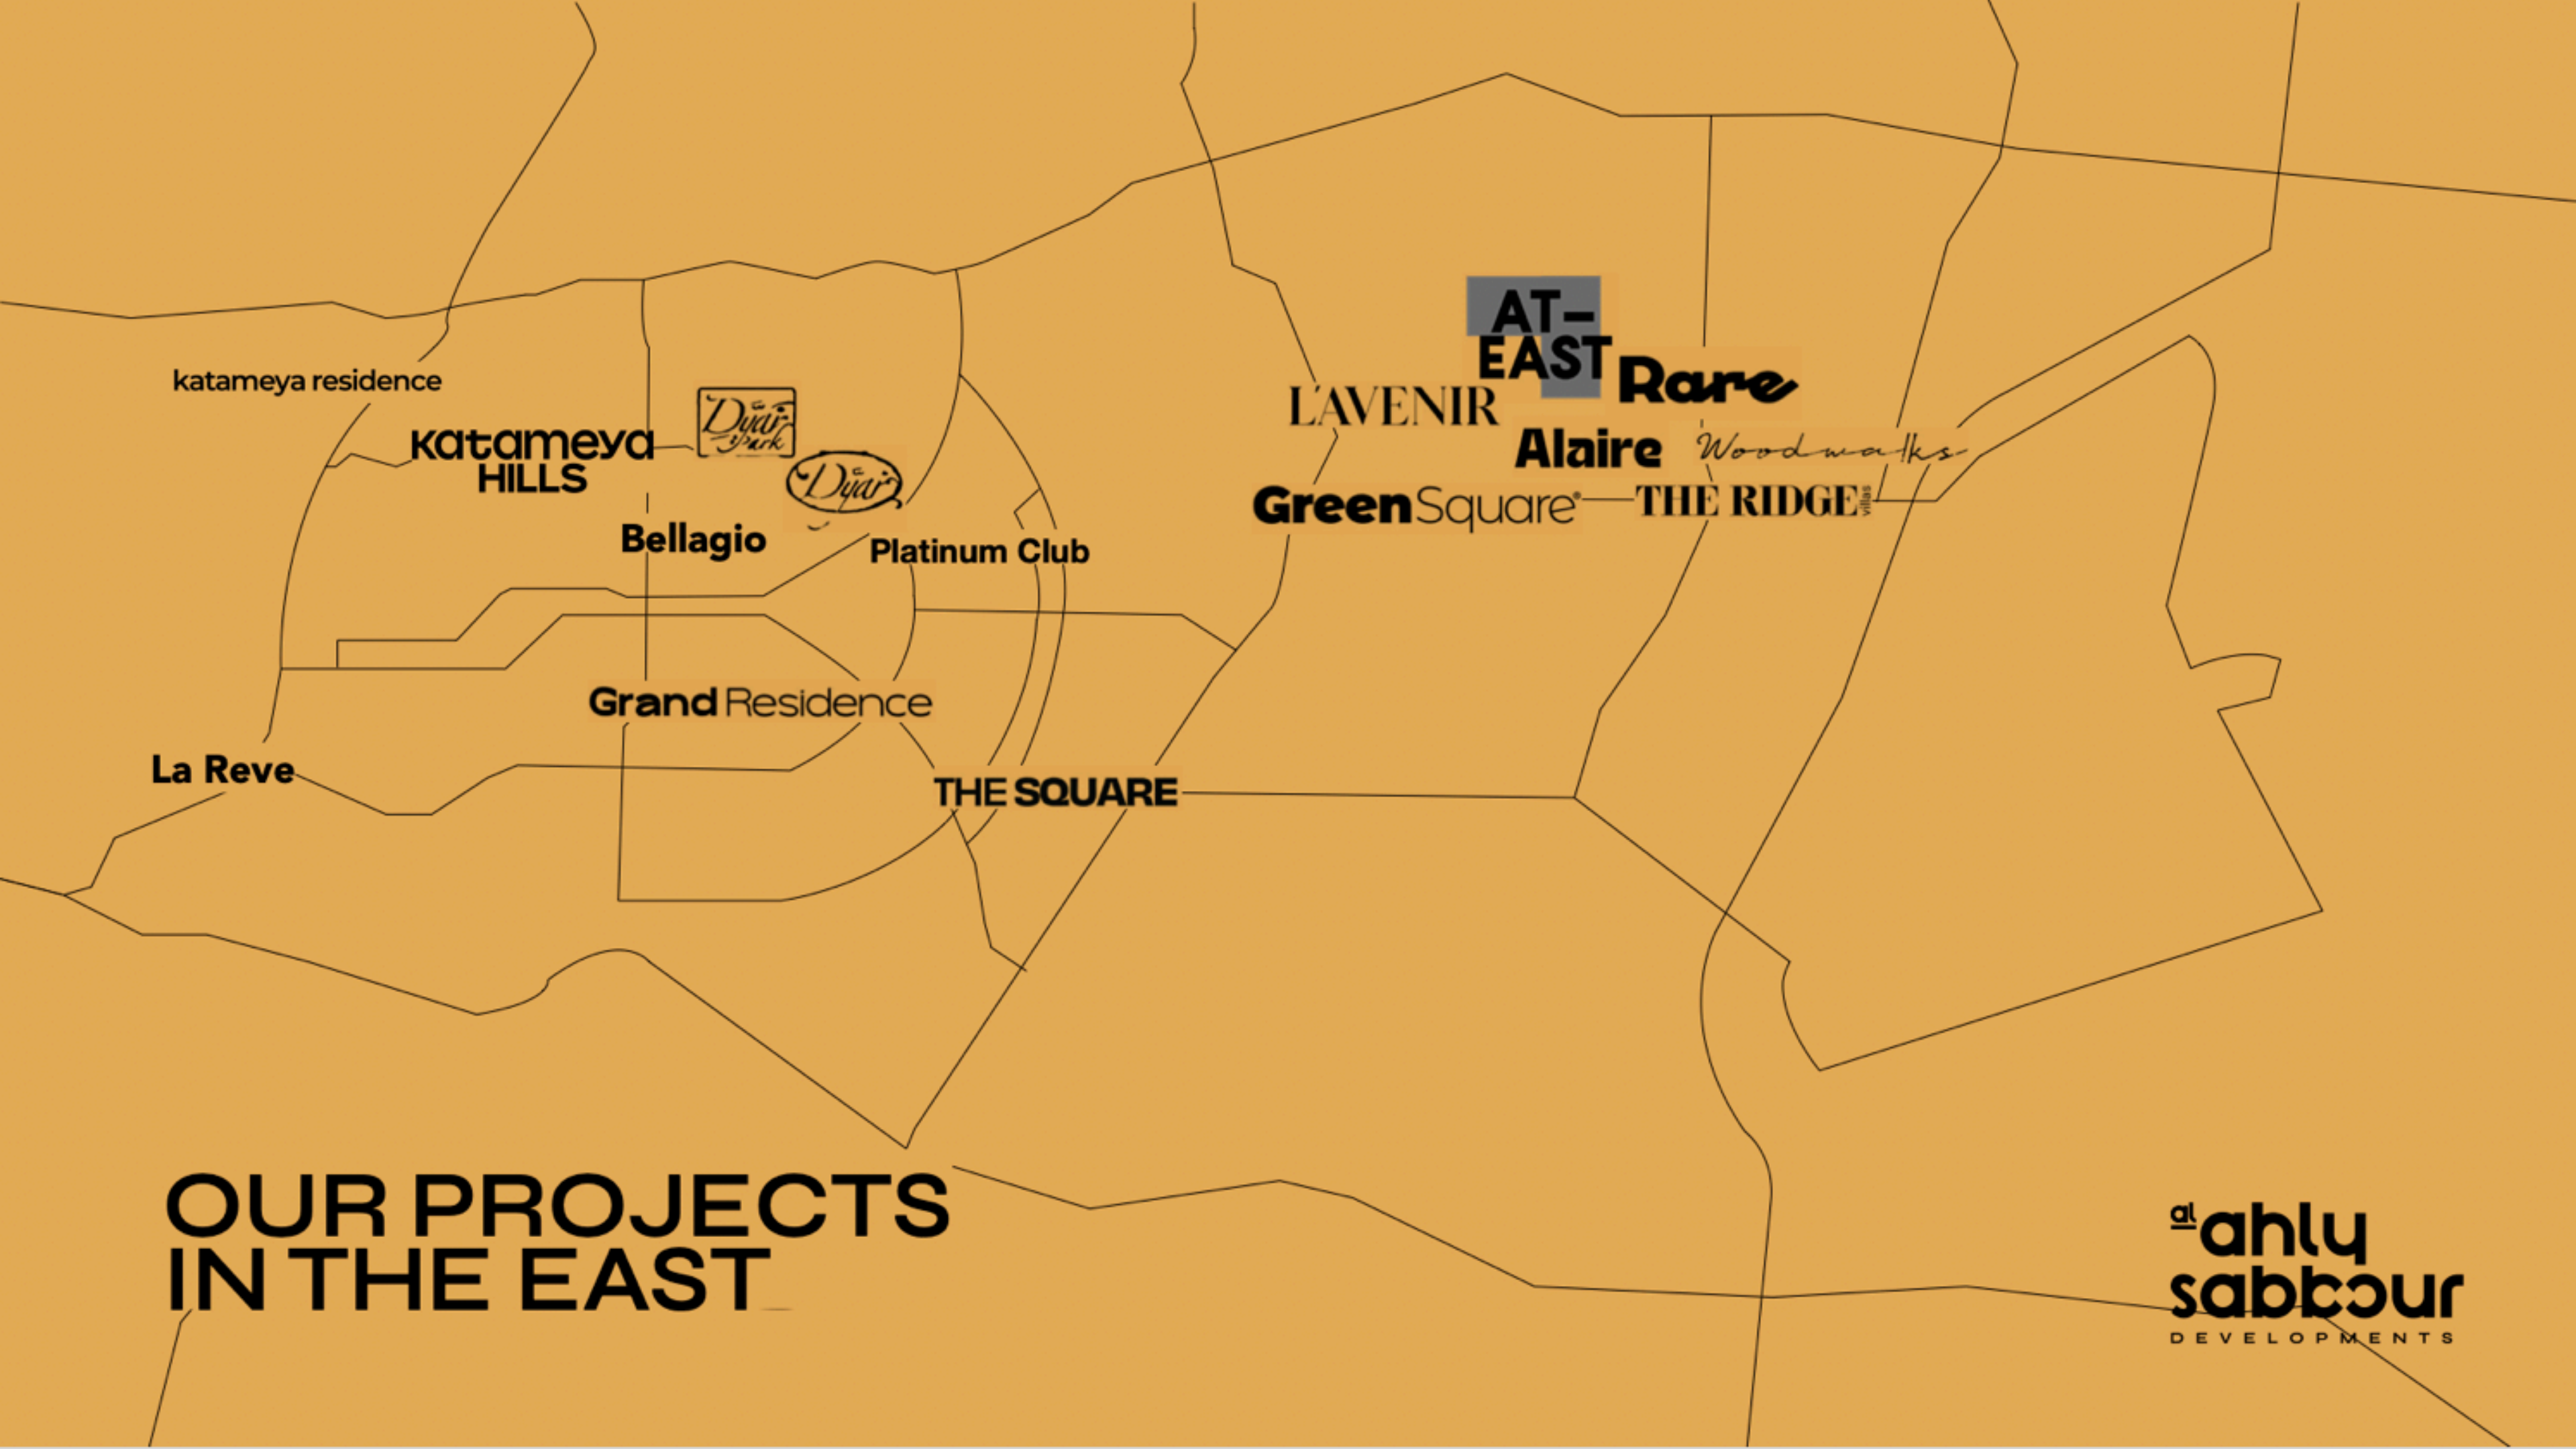 AT-
EAST
Rare
katameya residence
L'AVENIR
Dyar
Park
katameya
HILLS
Alaire
Woodwalks
Dyar
GreenSquare
THE RIDGE villas
Bellagio
Platinum Club
Grand Residence
La Reve
THE SQUARE
OUR PROJECTS
IN THE EAST_
al ahly
sabbour
DEVELOPMENTS